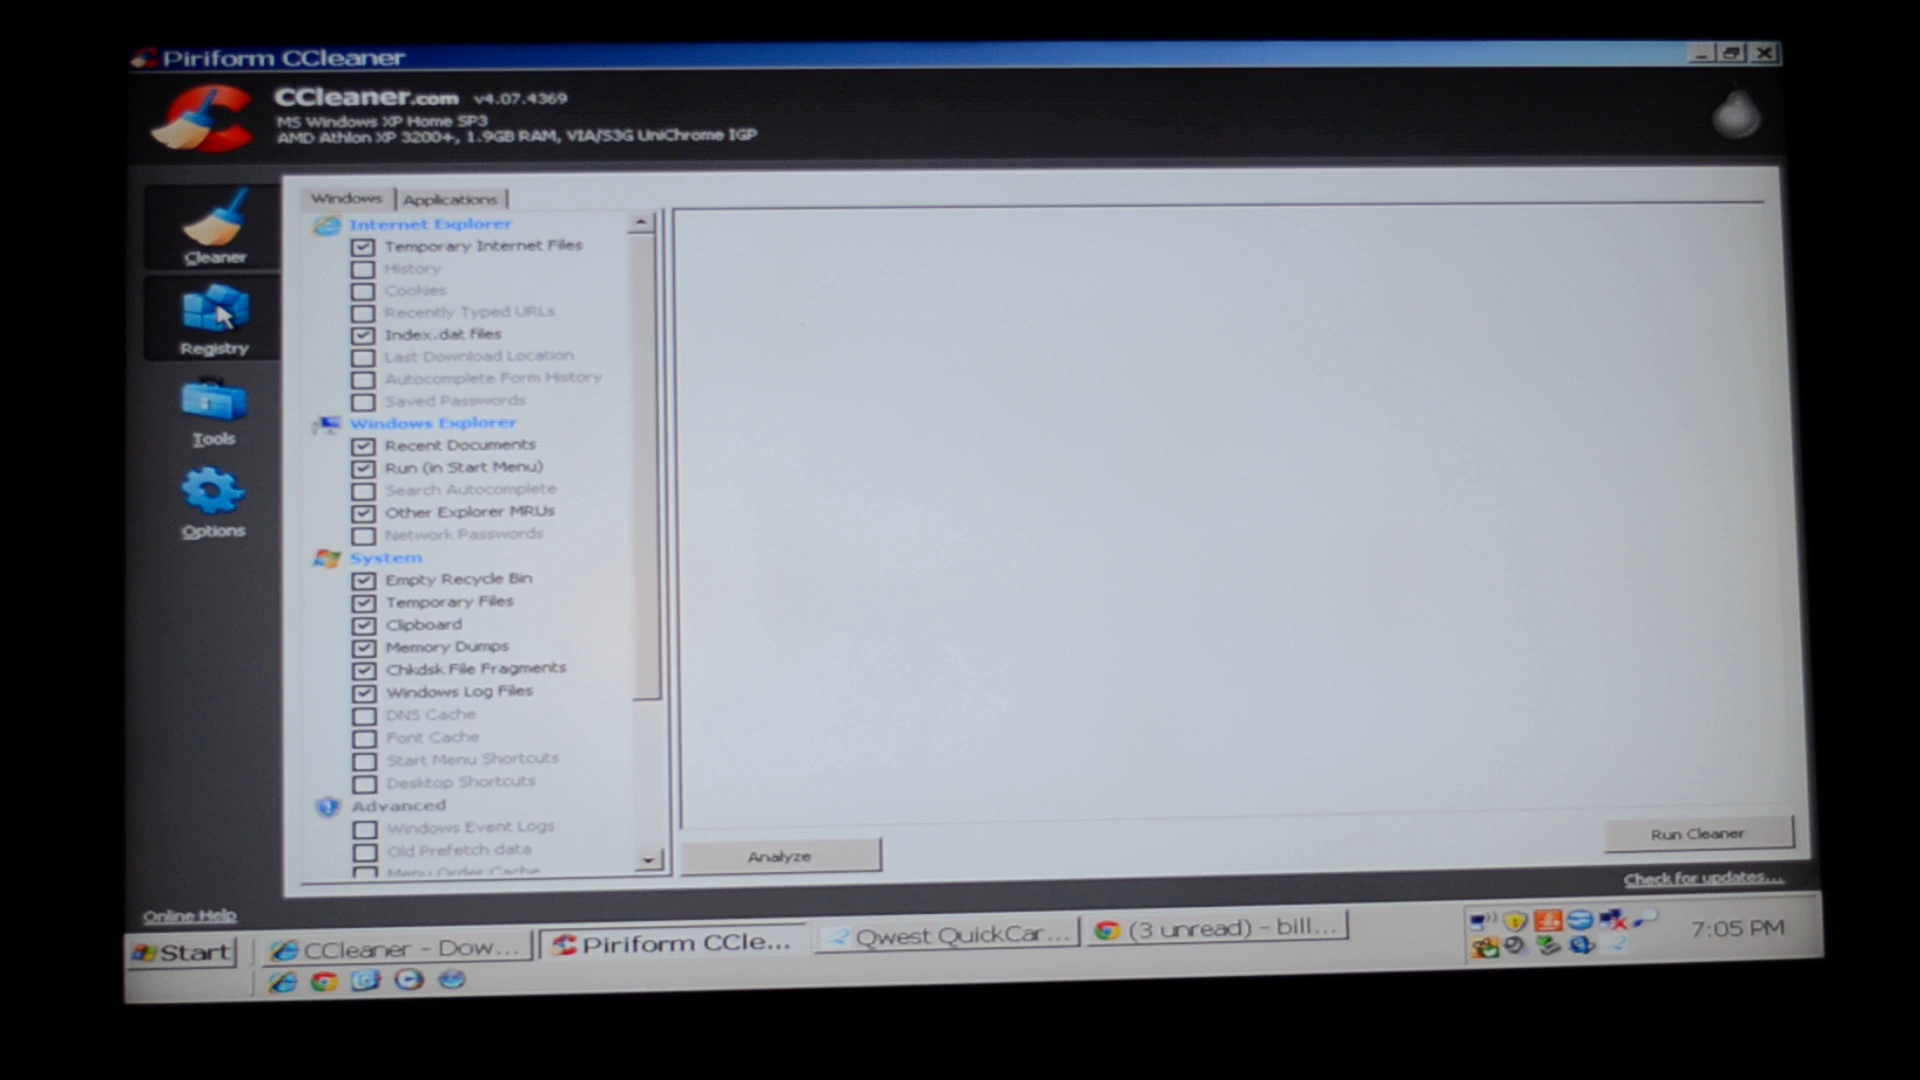 Piriform CCleaner
CCleaner.com v4.07.4369
MS Windows XP Home SP3
AMD Athlon XP 3200+, 1.9GB RAM, VIA/S3G UniChrome IGP
Cleaner
Registry
Tools
Options
Windows Applications
Internet Explorer
Temporary Internet Files
History
Cookies
Recently Typed URLs
Index.dat files
Last Download Location
Autocomplete Form History
Saved Passwords
Windows Explorer
Recent Documents
Run (in Start Menu)
Search Autocomplete
Other Explorer MRUs
Network Passwords
System
Empty Recycle Bin
Temporary Files
Clipboard
Memory Dumps
Chkdsk File Fragments
Windows Log Files
DNS Cache
Font Cache
Start Menu Shortcuts
Desktop Shortcuts
Advanced
Windows Event Logs
Old Prefetch data
Menu Order Cache
Analyze
Run Cleaner
Online Help
Check for updates...
Start
CCleaner - Dow...
Piriform CCle...
Qwest QuickCar...
(3 unread) - bill...
7:05 PM